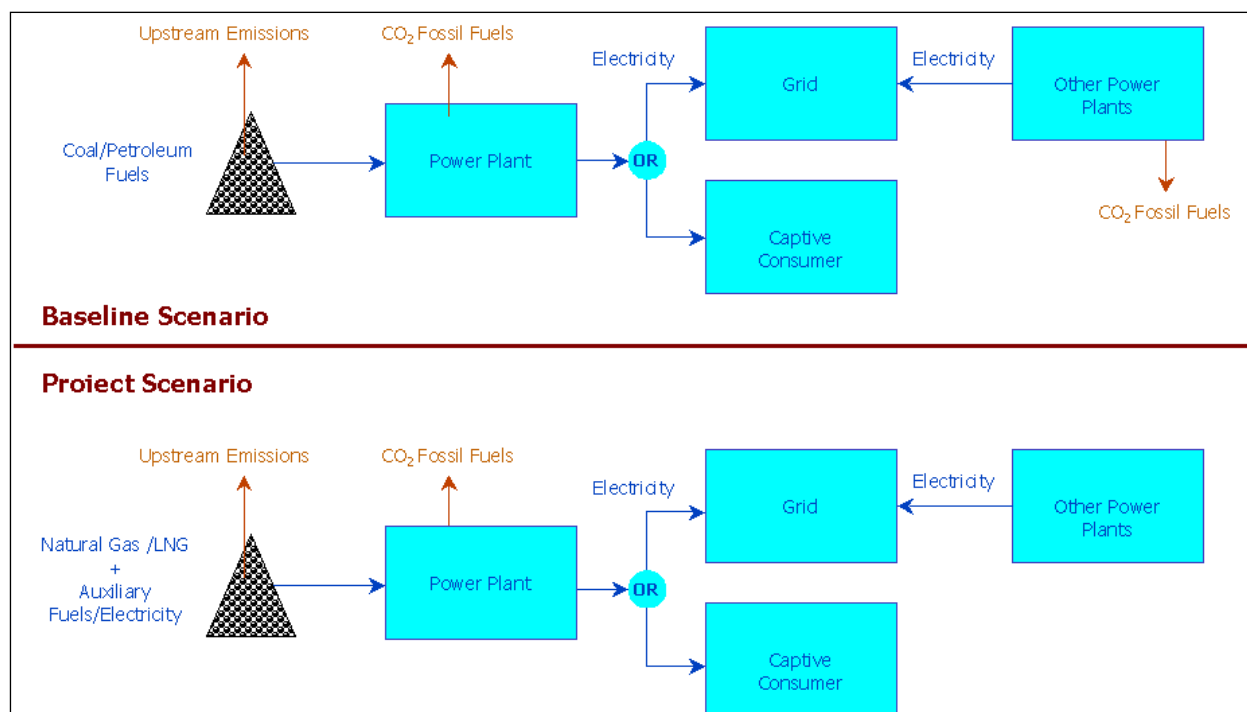 Upstream Emissions
CO2 Fossil Fuels
Electricity
Electricity
Grid
Other Power
Plants
Coal/Petroleum
Fuels
Power Plant
OR
CO2 Fossil Fuels
Captive
Consumer
Baseline Scenario
Proiect Scenario
Upstream Emissions
CO2 Fossil Fuels
Electricity
Electricity
Grid
Other Power
Plants
Natural Gas /LNG
+
Auxiliary
Fuels/Electricity
Power Plant
OR
Captive
Consumer